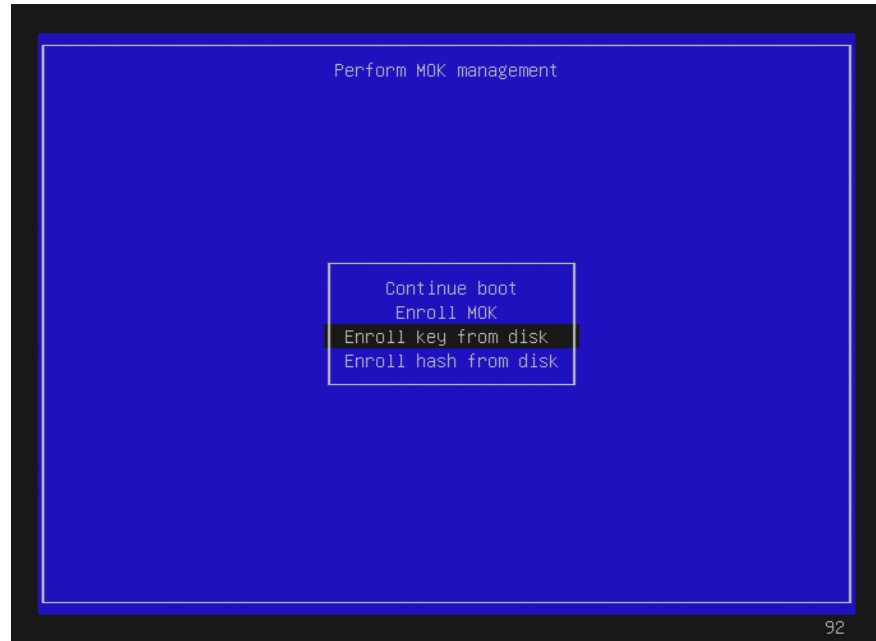 Perform MOK management
Continue boot
Enroll MOK
Enroll key from disk
Enroll hash from disk
92